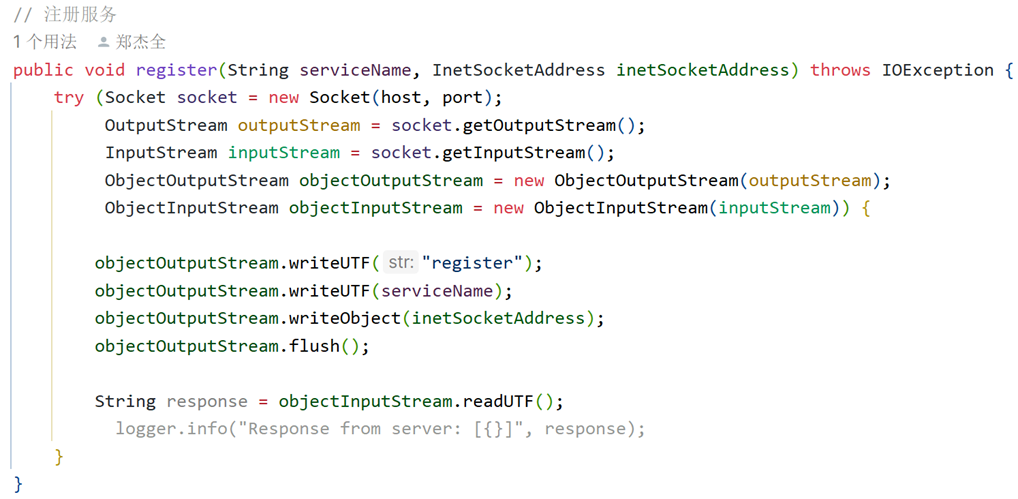 // 注册服务
1 个用法 郑杰全
public void register(String serviceName, InetSocketAddress inetSocketAddress) throws IOException {
    try (Socket socket = new Socket(host, port);
         OutputStream outputStream = socket.getOutputStream();
         InputStream inputStream = socket.getInputStream();
         ObjectOutputStream objectOutputStream = new ObjectOutputStream(outputStream);
         ObjectInputStream objectInputStream = new ObjectInputStream(inputStream)) {
        objectOutputStream.writeUTF( str: "register");
        objectOutputStream.writeUTF(serviceName);
        objectOutputStream.writeObject(inetSocketAddress);
        objectOutputStream.flush();
        String response = objectInputStream.readUTF();
          logger.info("Response from server: [{}]", response);
    }
}